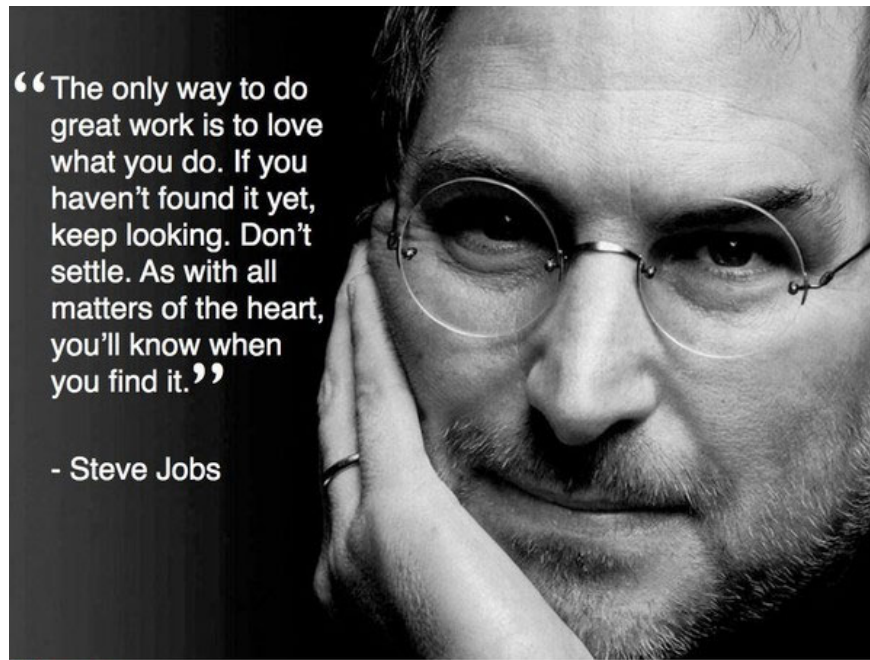 “The only way to do
great work is to love
what you do. If you
haven’t found it yet,
keep looking. Don’t
settle. As with all
matters of the heart,
you’ll know when
you find it.”
- Steve Jobs